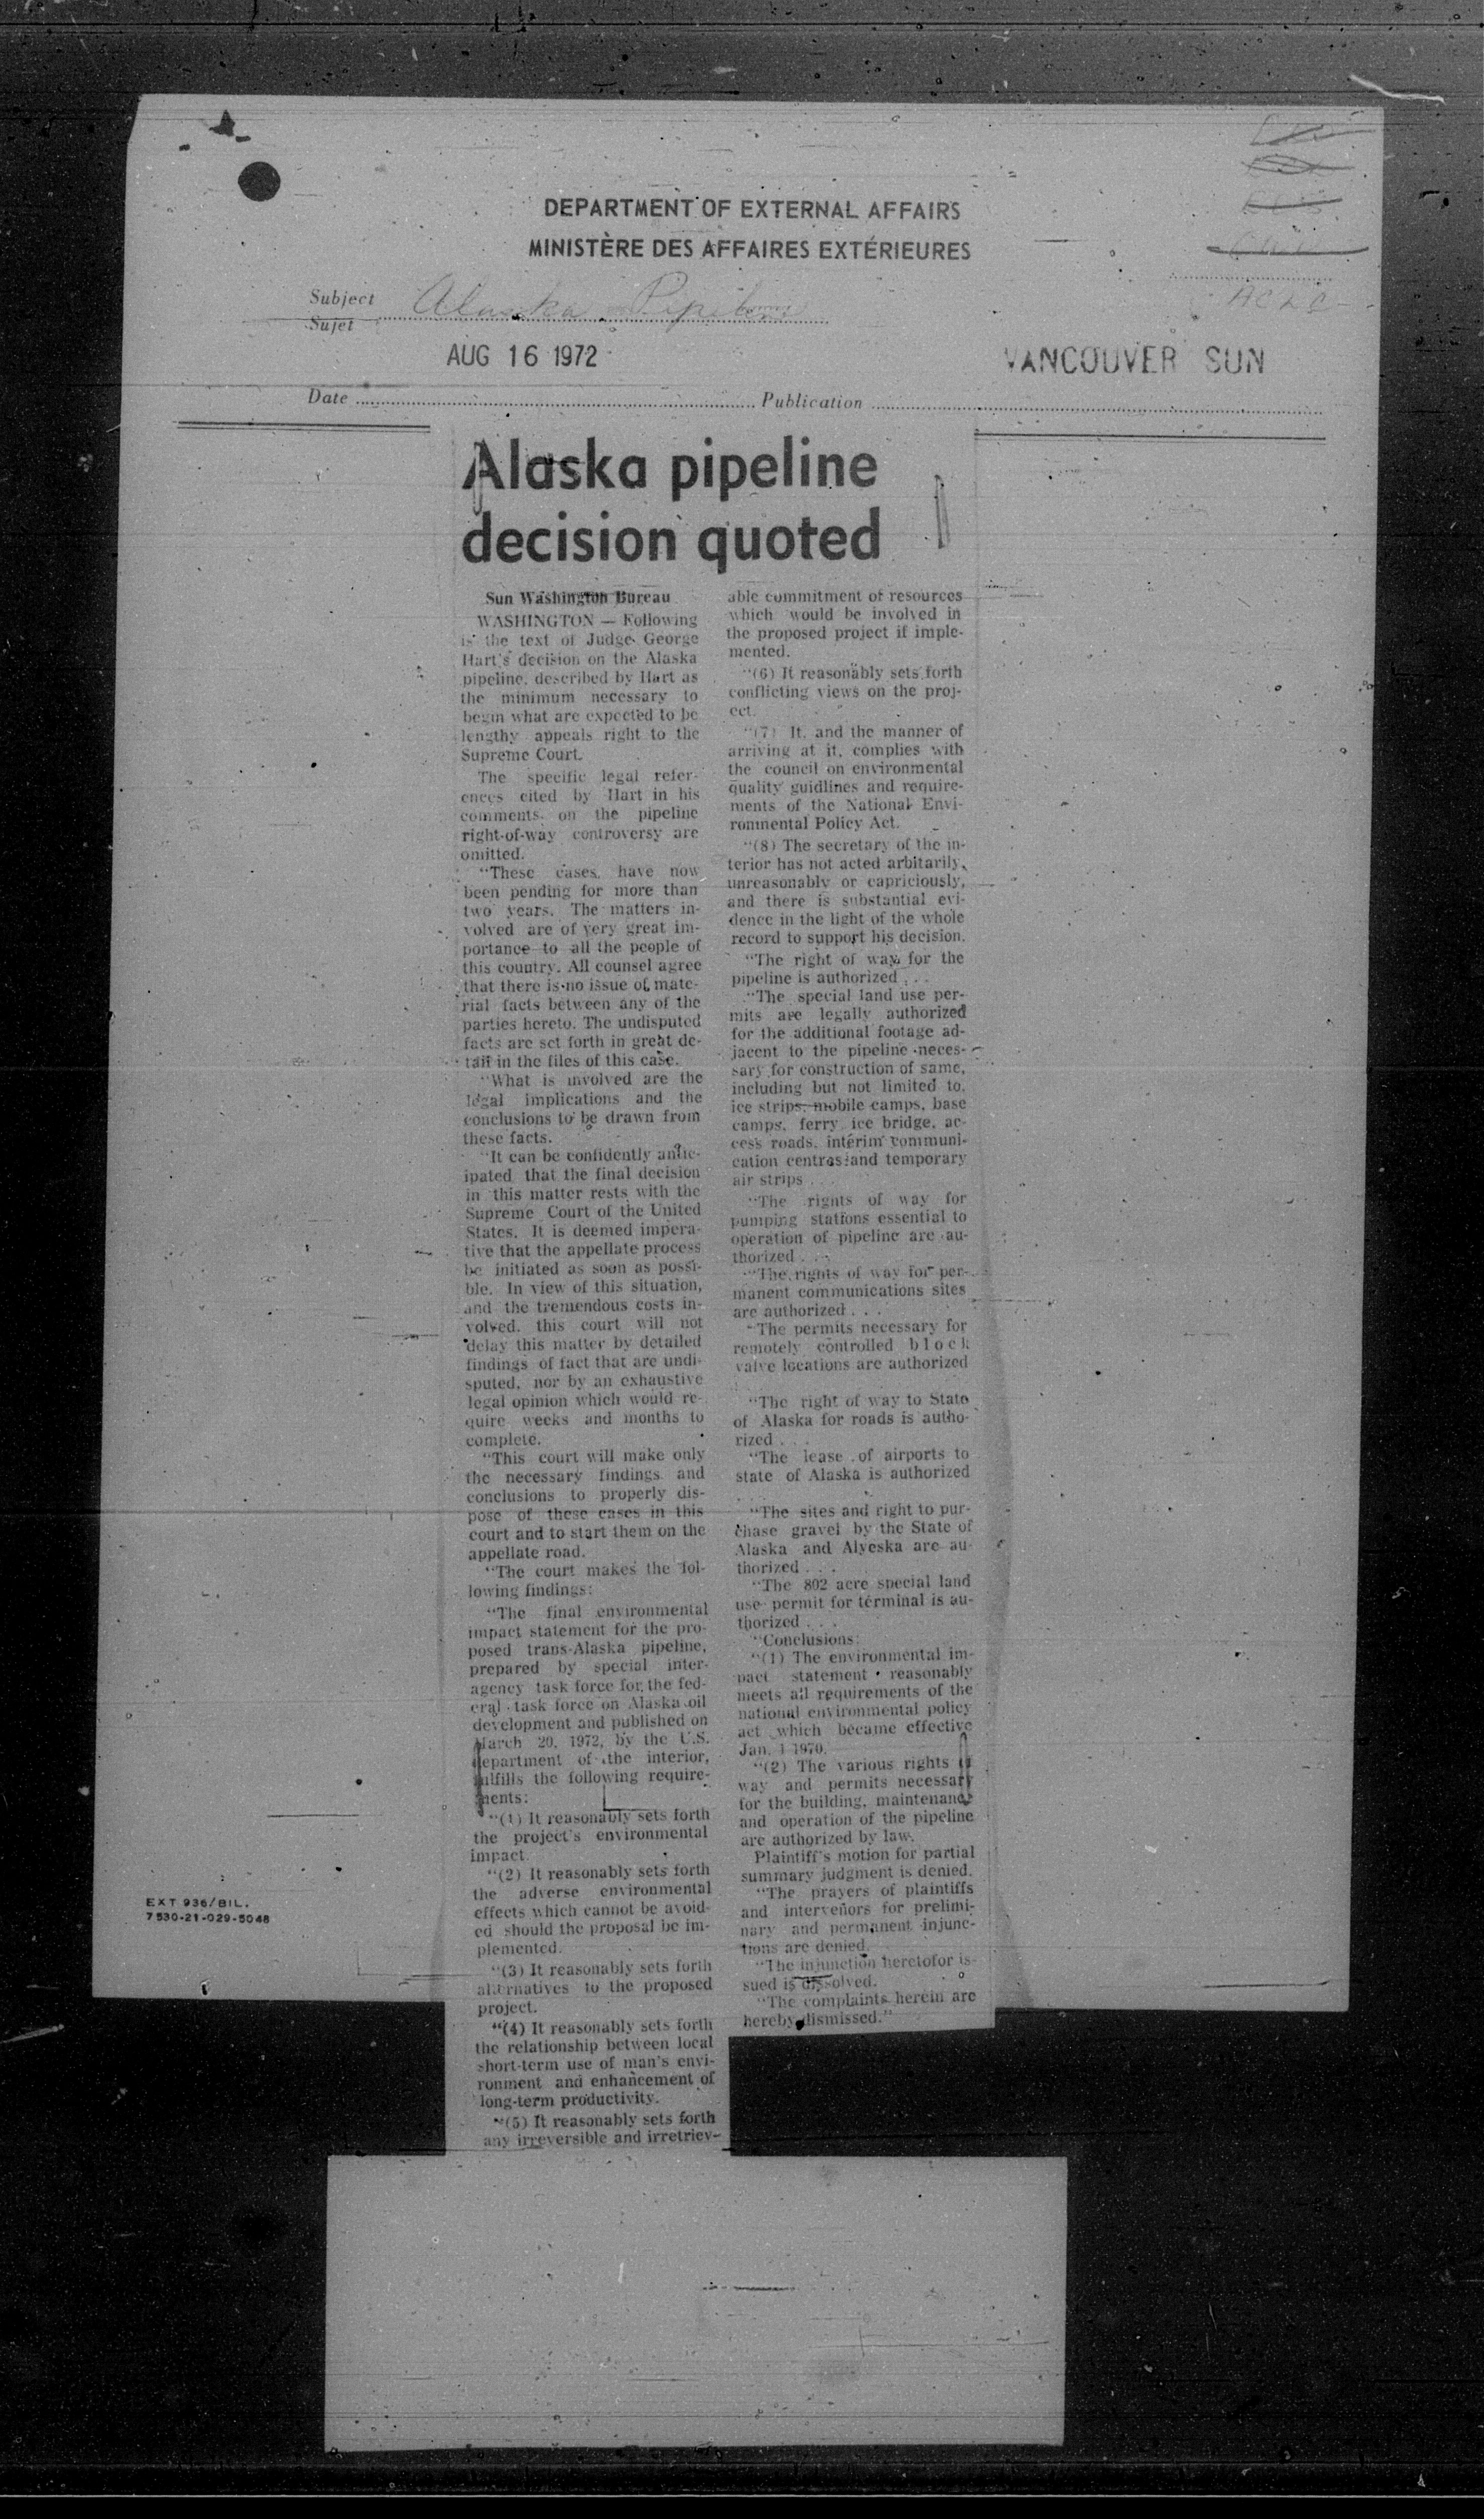 DEPARTMENT OF EXTERNAL AFFAIRS
MINISTÈRE DES AFFAIRES EXTÉRIEURES
Subject
Sujet
Alaska Pipeline
AUG 16 1972
VANCOUVER SUN
Date
Publication
Alaska pipeline
decision quoted
Sun Washington Bureau
WASHINGTON — Following
is the text of Judge George
Hart's decision on the Alaska
pipeline, described by Hart as
the minimum necessary to
begin what are expected to be
lengthy appeals right to the
Supreme Court.
The specific legal refer-
ences cited by Hart in his
comments on the pipeline
right-of-way controversy are
omitted.
"These cases have now
been pending for more than
two years. The matters in-
volved are of very great im-
portance to all the people of
this country. All counsel agree
that there is no issue of mate-
rial facts between any of the
parties hereto. The undisputed
facts are set forth in great de-
tail in the files of this case.
"What is involved are the
legal implications and the
conclusions to be drawn from
these facts.
"It can be confidently antic-
ipated that the final decision
in this matter rests with the
Supreme Court of the United
States. It is deemed impera-
tive that the appellate process
be initiated as soon as possi-
ble. In view of this situation,
and the tremendous costs in-
volved, this court will not
delay this matter by detailed
findings of fact that are undi-
sputed, nor by an exhaustive
legal opinion which would re-
quire weeks and months to
complete.
"This court will make only
the necessary findings and
conclusions to properly dis-
pose of these cases in this
court and to start them on the
appellate road.
"The court makes the fol-
lowing findings:
"The final environmental
impact statement for the pro-
posed trans-Alaska pipeline,
prepared by special inter-
agency task force for the fed-
eral task force on Alaska oil
development and published on
March 20, 1972, by the U.S.
department of the interior,
fulfills the following require-
ments:
"(1) It reasonably sets forth
the project's environmental
impact.
"(2) It reasonably sets forth
the adverse environmental
effects which cannot be avoid-
ed should the proposal be im-
plemented.
"(3) It reasonably sets forth
alternatives to the proposed
project.
"(4) It reasonably sets forth
the relationship between local
short-term use of man's envi-
ronment and enhancement of
long-term productivity.
"(5) It reasonably sets forth
any irreversible and irretriev-
able commitment of resources
which would be involved in
the proposed project if imple-
mented.
"(6) It reasonably sets forth
conflicting views on the proj-
ect.
"(7) It, and the manner of
arriving at it, complies with
the council on environmental
quality guidlines and require-
ments of the National Envi-
ronmental Policy Act.
"(8) The secretary of the in-
terior has not acted arbitarily,
unreasonably or capriciously,
and there is substantial evi-
dence in the light of the whole
record to support his decision.
"The right of way for the
pipeline is authorized . . .
"The special land use per-
mits are legally authorized
for the additional footage ad-
jacent to the pipeline neces-
sary for construction of same,
including but not limited to,
ice strips, mobile camps, base
camps, ferry, ice bridge, ac-
cess roads, interim communi-
cation centres and temporary
air strips . . .
"The rights of way for
pumping stations essential to
operation of pipeline are au-
thorized . . .
"The rights of way for per-
manent communications sites
are authorized . . .
"The permits necessary for
remotely controlled block
valve locations are authorized
. . .
"The right of way to State
of Alaska for roads is autho-
rized . . .
"The lease of airports to
state of Alaska is authorized
. . .
"The sites and right to pur-
chase gravel by the State of
Alaska and Alyeska are au-
thorized . . .
"The 802 acre special land
use permit for terminal is au-
thorized . . .
"Conclusions:
"(1) The environmental im-
pact statement reasonably
meets all requirements of the
national environmental policy
act which became effective
Jan. 1 1970.
"(2) The various rights of
way and permits necessary
for the building, maintenance
and operation of the pipeline
are authorized by law.
Plaintiff's motion for partial
summary judgment is denied.
"The prayers of plaintiffs
and intervenors for prelimi-
nary and permanent injunc-
tions are denied.
"The injunction heretofor is-
sued is dissolved.
"The complaints herein are
hereby dismissed."
EXT 936/BIL.
7530-21-029-5048